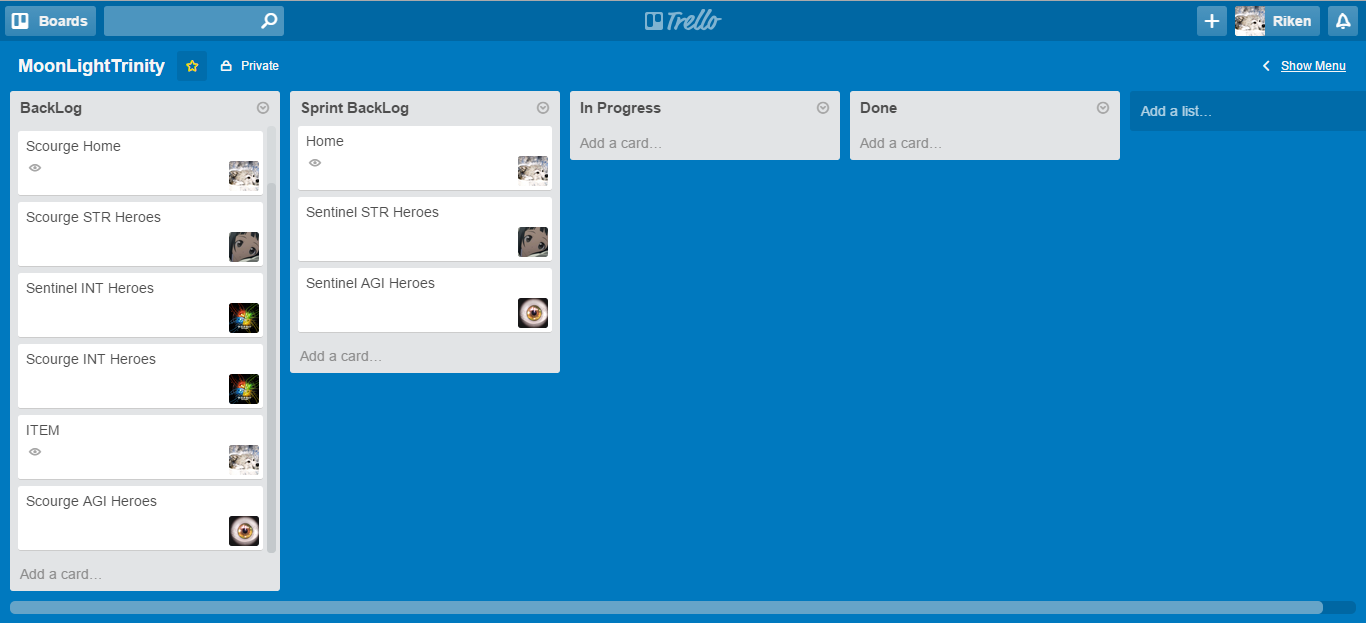 Boards
Trello
Riken
MoonLightTrinity
Private
Show Menu
BackLog
Scourge Home
Scourge STR Heroes
Sentinel INT Heroes
Scourge INT Heroes
ITEM
Scourge AGI Heroes
Add a card…
Sprint BackLog
Home
Sentinel STR Heroes
Sentinel AGI Heroes
Add a card…
In Progress
Add a card…
Done
Add a card…
Add a list…